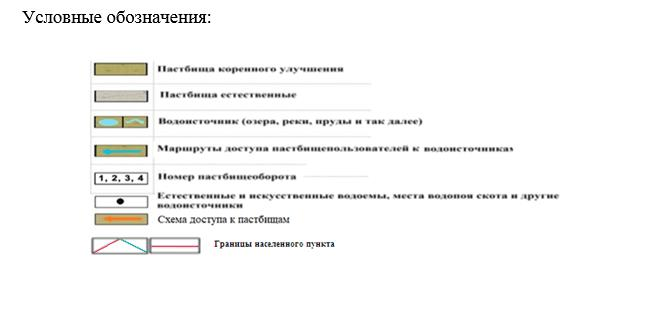 Условные обозначения:
Пастбища коренного улучшения
Пастбища естественные
Водоисточник (озера, реки, пруды и так далее)
Маршруты доступа пастбищепользователей к водоисточникам
1, 2, 3, 4 Номер пастбищеоборота
Естественные и искусственные водоемы, места водопоя скота и другие
водоисточники
Схема доступа к пастбищам
Границы населенного пункта